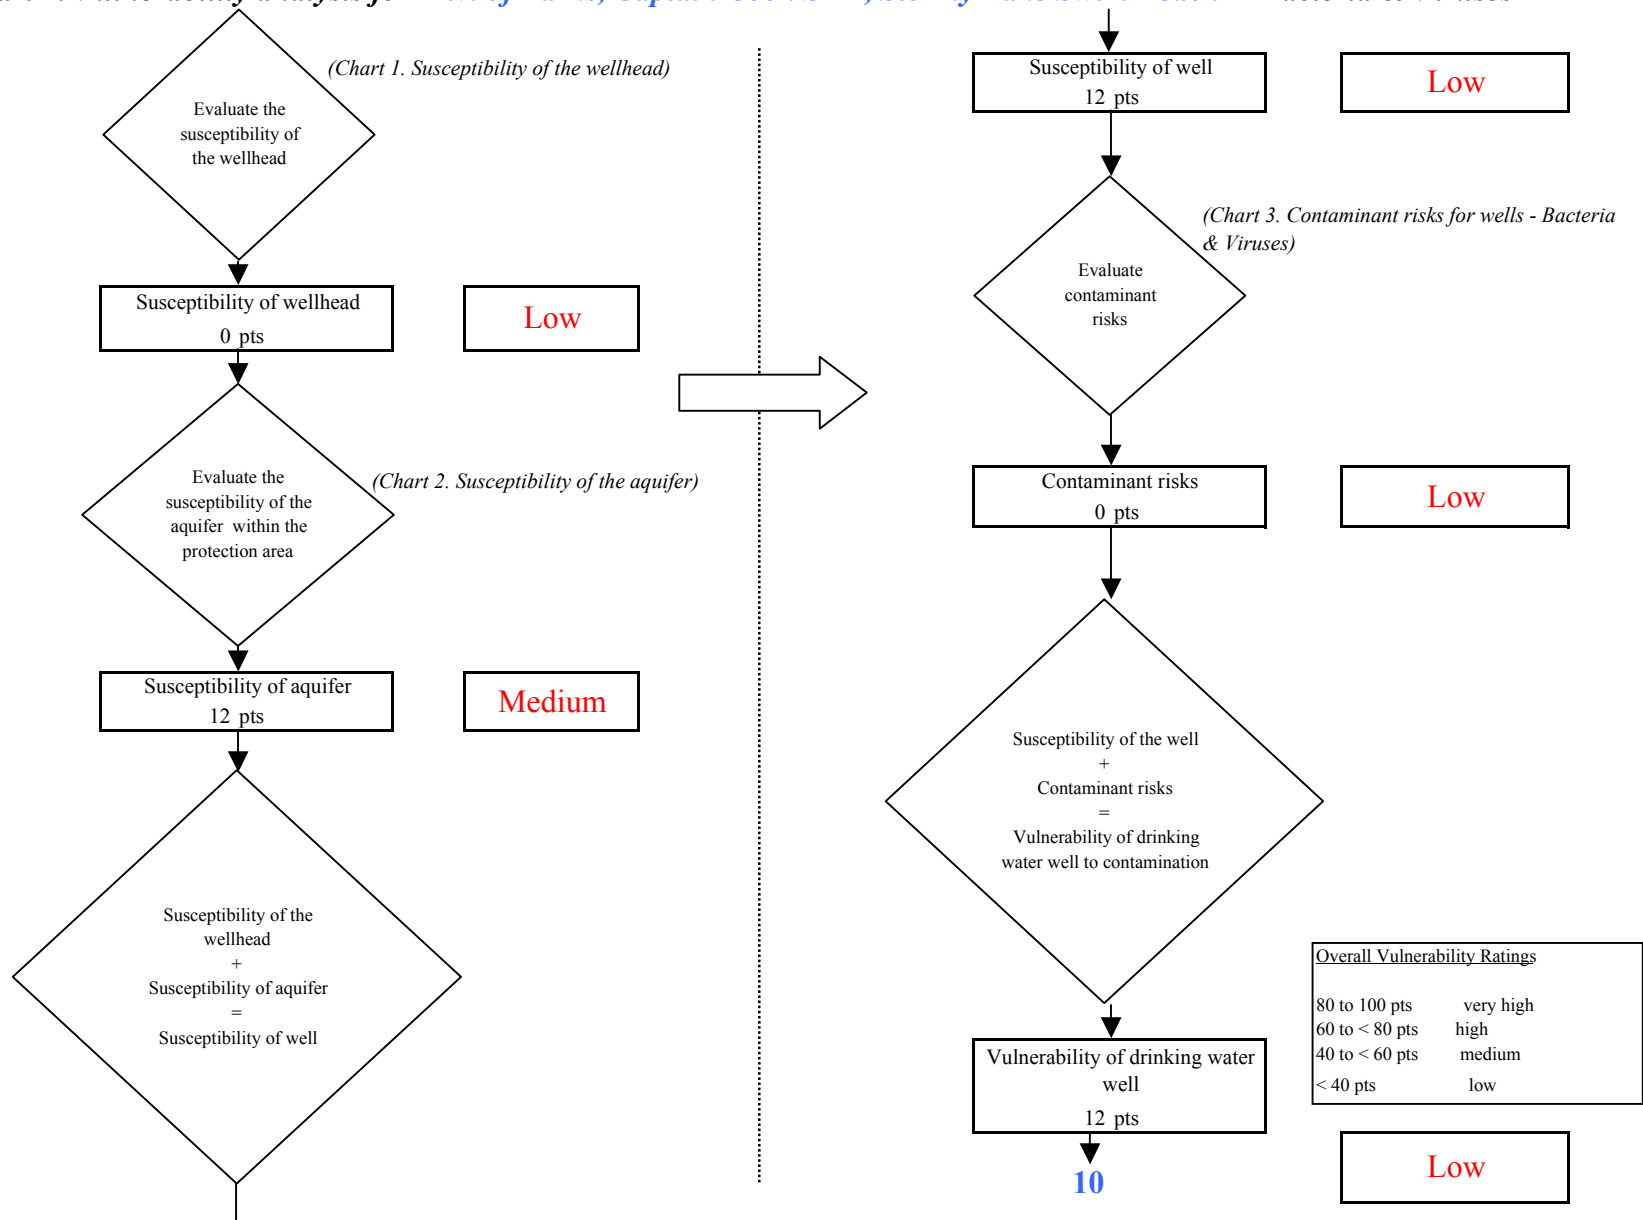 (Chart 1. Susceptibility of the wellhead)
Evaluate the
susceptibility of
the wellhead
Susceptibility of wellhead
0 pts
Low
Evaluate the
susceptibility of the
aquifer within the
protection area
(Chart 2. Susceptibility of the aquifer)
Susceptibility of aquifer
12 pts
Medium
Susceptibility of the
wellhead
+
Susceptibility of aquifer
=
Susceptibility of well
Susceptibility of well
12 pts
Low
(Chart 3. Contaminant risks for wells - Bacteria
& Viruses)
Evaluate
contaminant
risks
Contaminant risks
0 pts
Low
Susceptibility of the well
+
Contaminant risks
=
Vulnerability of drinking
water well to contamination
Overall Vulnerability Ratings
80 to 100 pts very high
60 to < 80 pts high
40 to < 60 pts medium
< 40 pts low
Vulnerability of drinking water
well
12 pts
Low
10